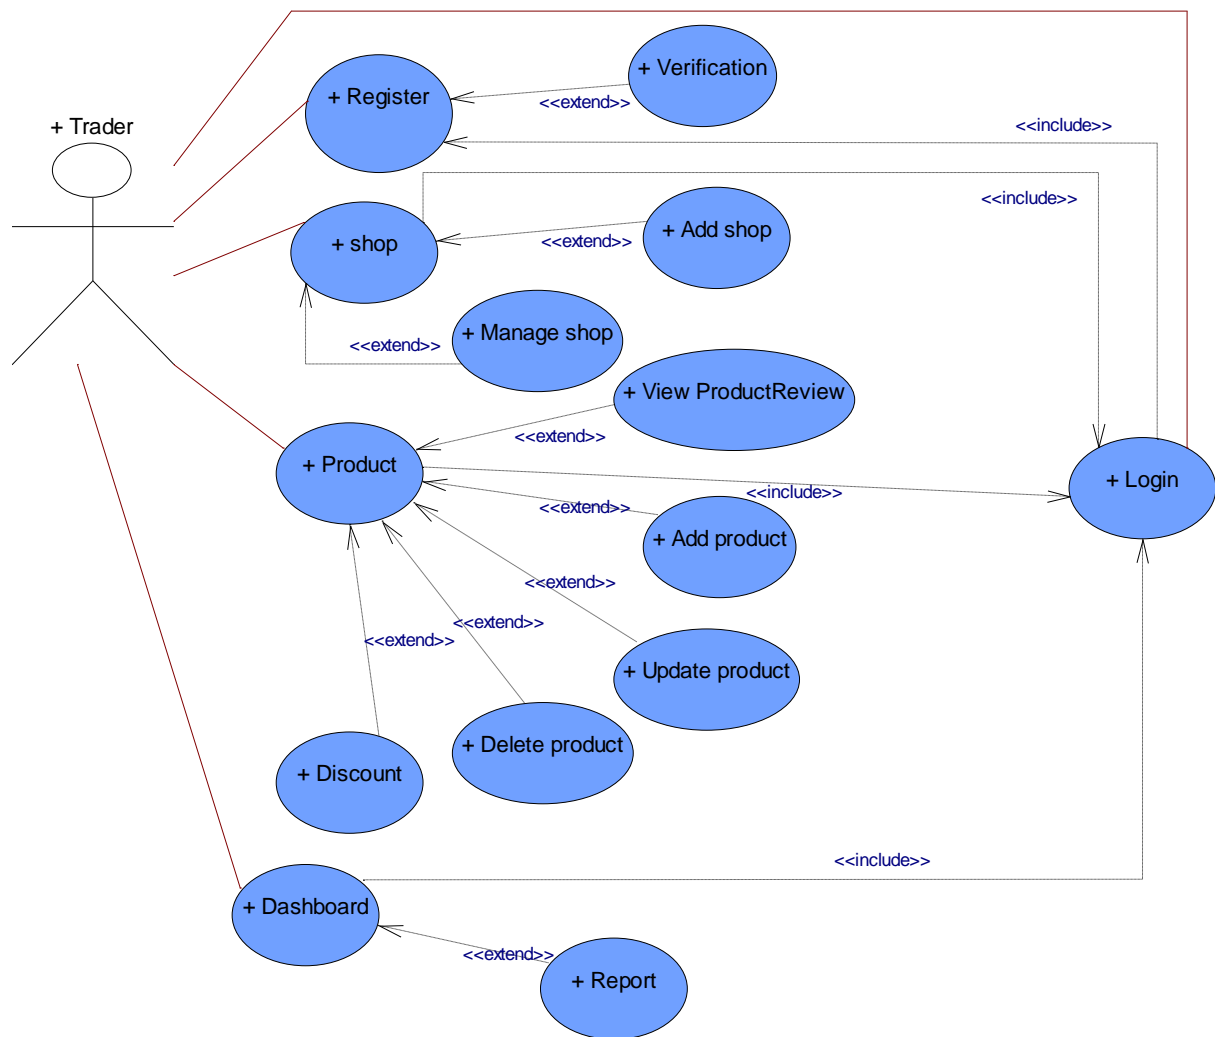 + Verification
+ Register
<<extend>>
+ Trader
<<include>>
<<include>>
+ Add shop
+ shop
<<extend>>
+ Manage shop
<<extend>>
+ View ProductReview
<<extend>>
+ Product
+ Login
<<include>>
<<extend>>
+ Add product
<<extend>>
<<extend>>
<<extend>>
+ Update product
+ Delete product
+ Discount
<<include>>
+ Dashboard
<<extend>>
+ Report